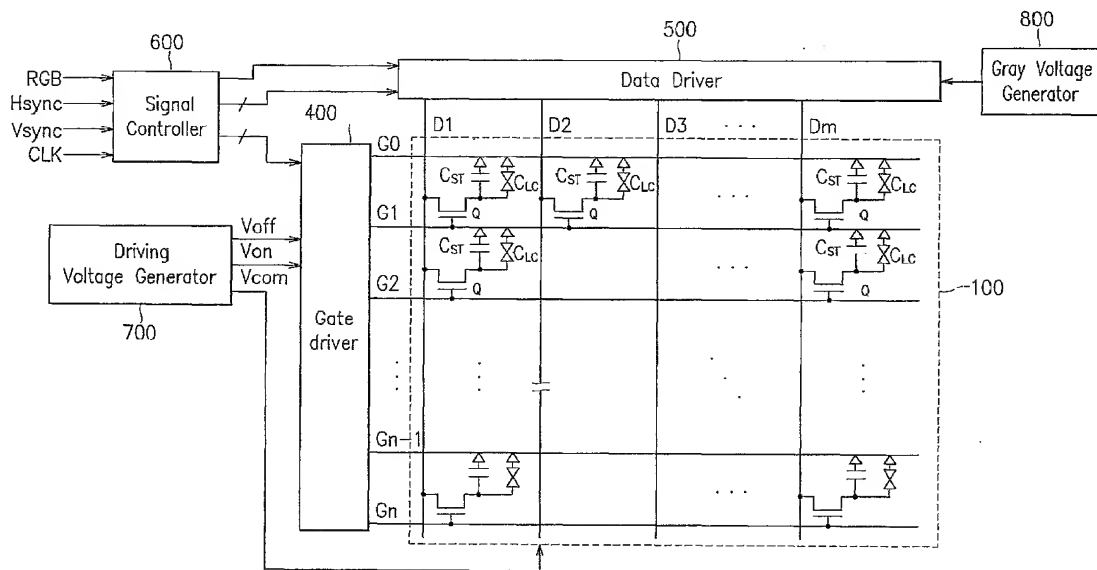 600
500
800
RGB
Hsync
Vsync
CLK
Signal
Controller
Data Driver
Gray Voltage
Generator
400
D1 D2 D3 ... Dm
G0
CST CLC CST CLC CST CLC
Q Q Q
G1
CST CLC CST CLC
Q Q
G2
100
Driving
Voltage Generator
Voff
Von
Vcom
700
Gate
driver
Gn-1
Gn